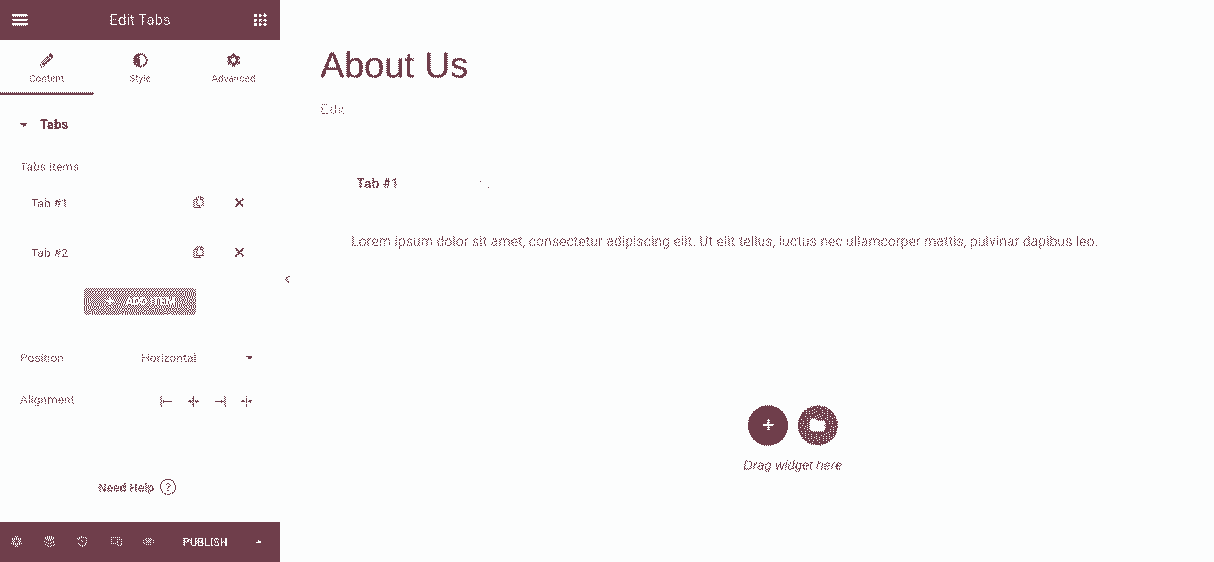 Edit Tabs
Content Style Advanced
Tabs
Tabs Items
Tab #1
Tab #2
ADD ITEM
Position Horizontal
Alignment
Need Help ?
PUBLISH
About Us
Edit
Tab #1
Lorem ipsum dolor sit amet, consectetur adipiscing elit. Ut elit tellus, luctus nec ullamcorper mattis, pulvinar dapibus leo.
Drag widget here